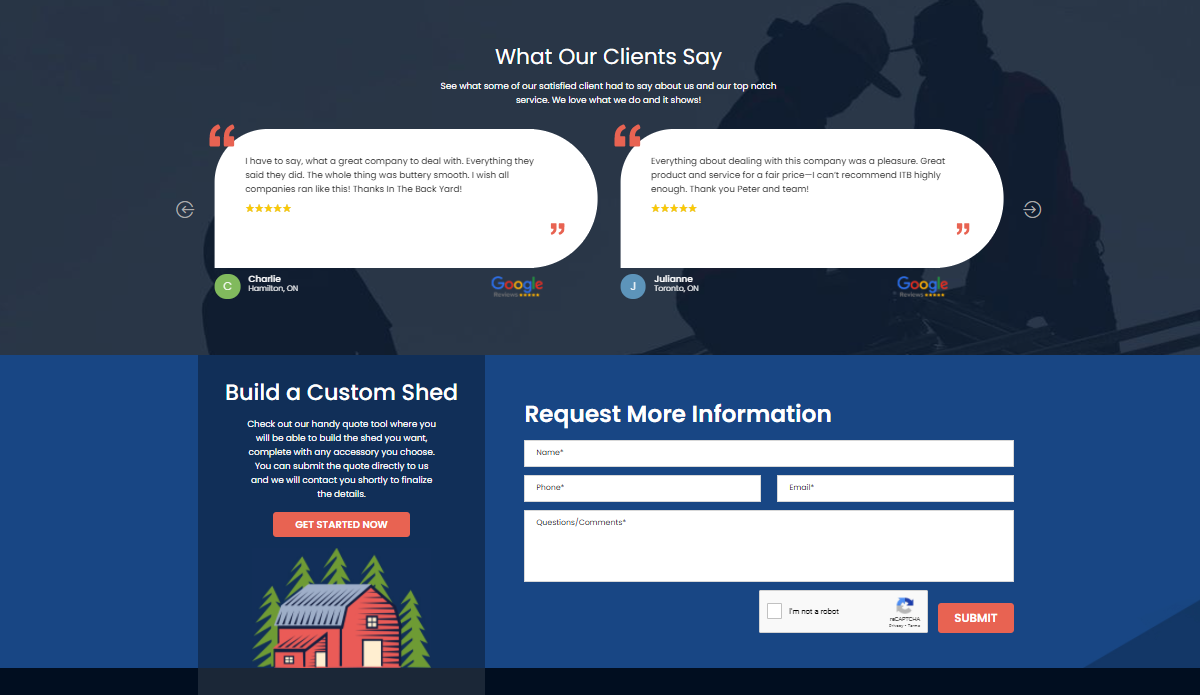 What Our Clients Say
See what some of our satisfied client had to say about us and our top notch
service. We love what we do and it shows!
I have to say, what a great company to deal with. Everything they
said they did. The whole thing was buttery smooth. I wish all
companies ran like this! Thanks In The Back Yard!
Everything about dealing with this company was a pleasure. Great
product and service for a fair price—I can't recommend ITB highly
enough. Thank you Peter and team!
C
Charlie
Hamilton, ON
Google
Reviews
J
Julianne
Toronto, ON
Google
Reviews
Build a Custom Shed
Check out our handy quote tool where you
will be able to build the shed you want,
complete with any accessory you choose.
You can submit the quote directly to us
and we will contact you shortly to finalize
the details.
GET STARTED NOW
Request More Information
Name*
Phone*
Email*
Questions/Comments*
I'm not a robot
reCAPTCHA
Privacy - Terms
SUBMIT